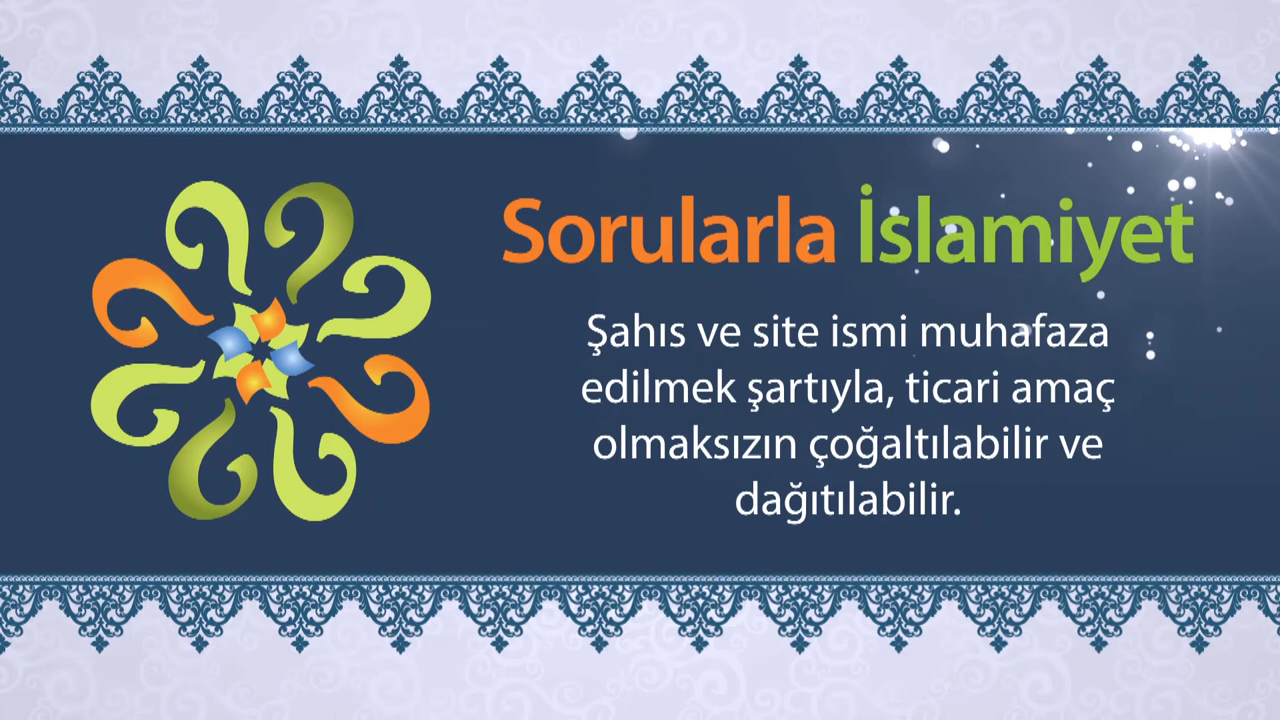 Sorularla İslamiyet
Şahıs ve site ismi muhafaza
edilmek şartıyla, ticari amaç
olmaksızın çoğaltılabilir ve
dağıtılabilir.